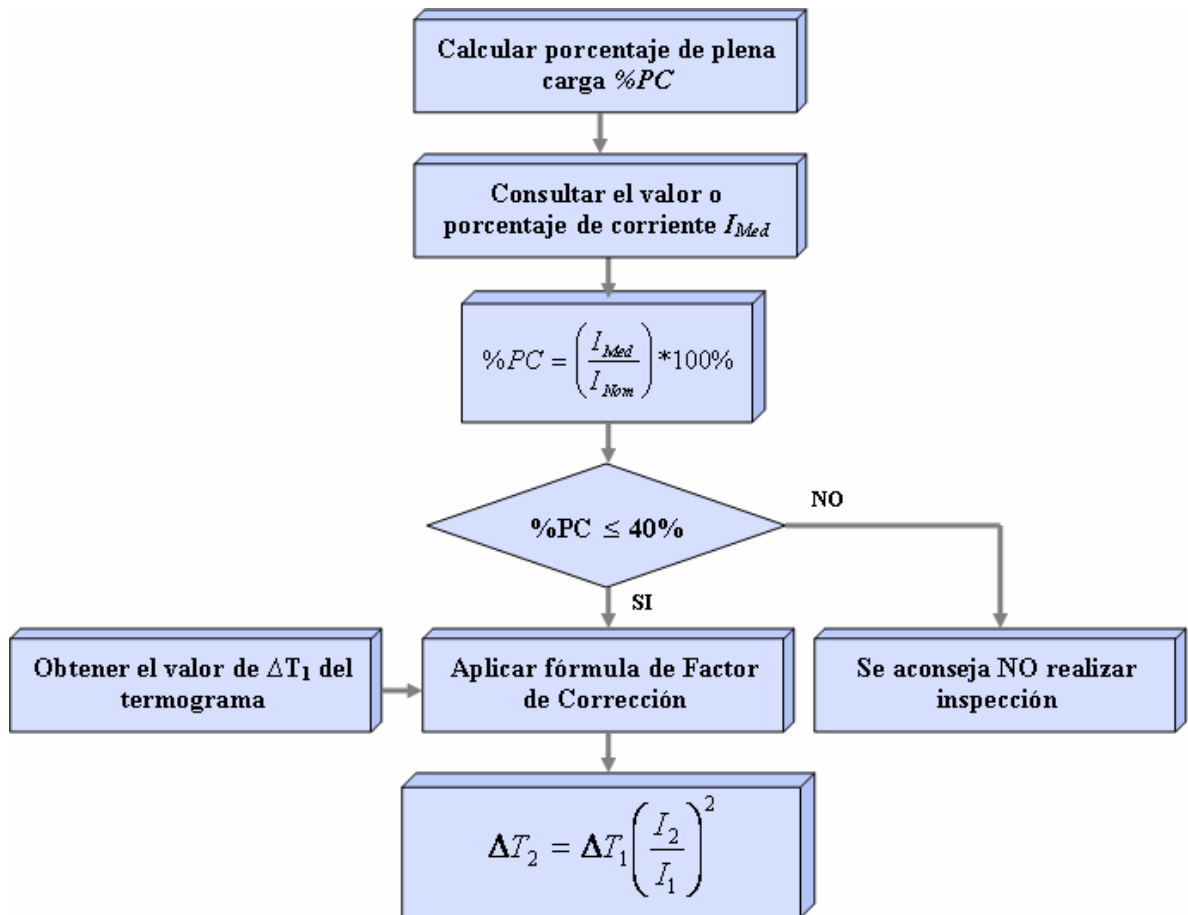 Calcular porcentaje de plena
carga %PC
Consultar el valor o
porcentaje de corriente I_Med
%PC = (I_Med / I_Nom) *100%
%PC ≤ 40%
NO
SI
Obtener el valor de ΔT₁ del
termograma
Aplicar fórmula de Factor
de Corrección
Se aconseja NO realizar
inspección
ΔT₂ = ΔT₁ (I₂ / I₁)²